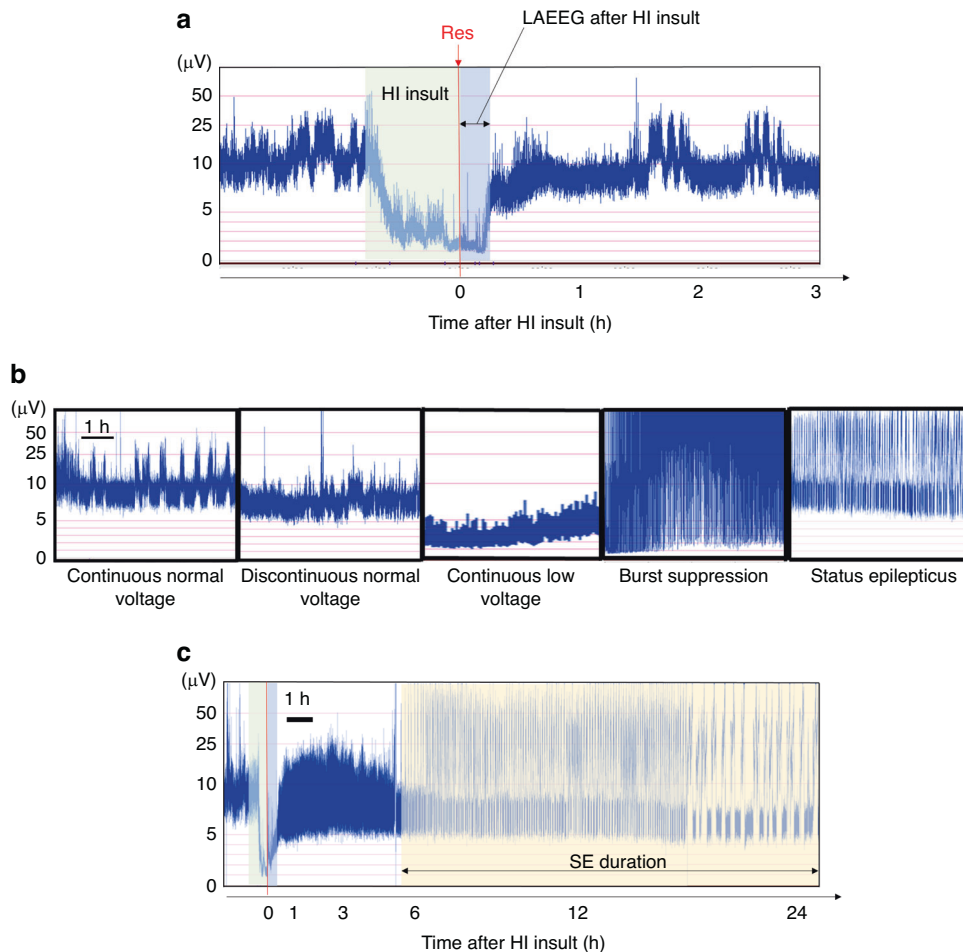 a
LAEEG after HI insult
Res
(μV)
HI insult
50
25
10
5
0
0 1 2 3
Time after HI insult (h)
b
(μV)
1 h
50
25
10
5
0
Continuous normal voltage
Discontinuous normal voltage
Continuous low voltage
Burst suppression
Status epilepticus
c
(μV)
1 h
50
25
10
5
0
SE duration
0 1 3 6 12 24
Time after HI insult (h)